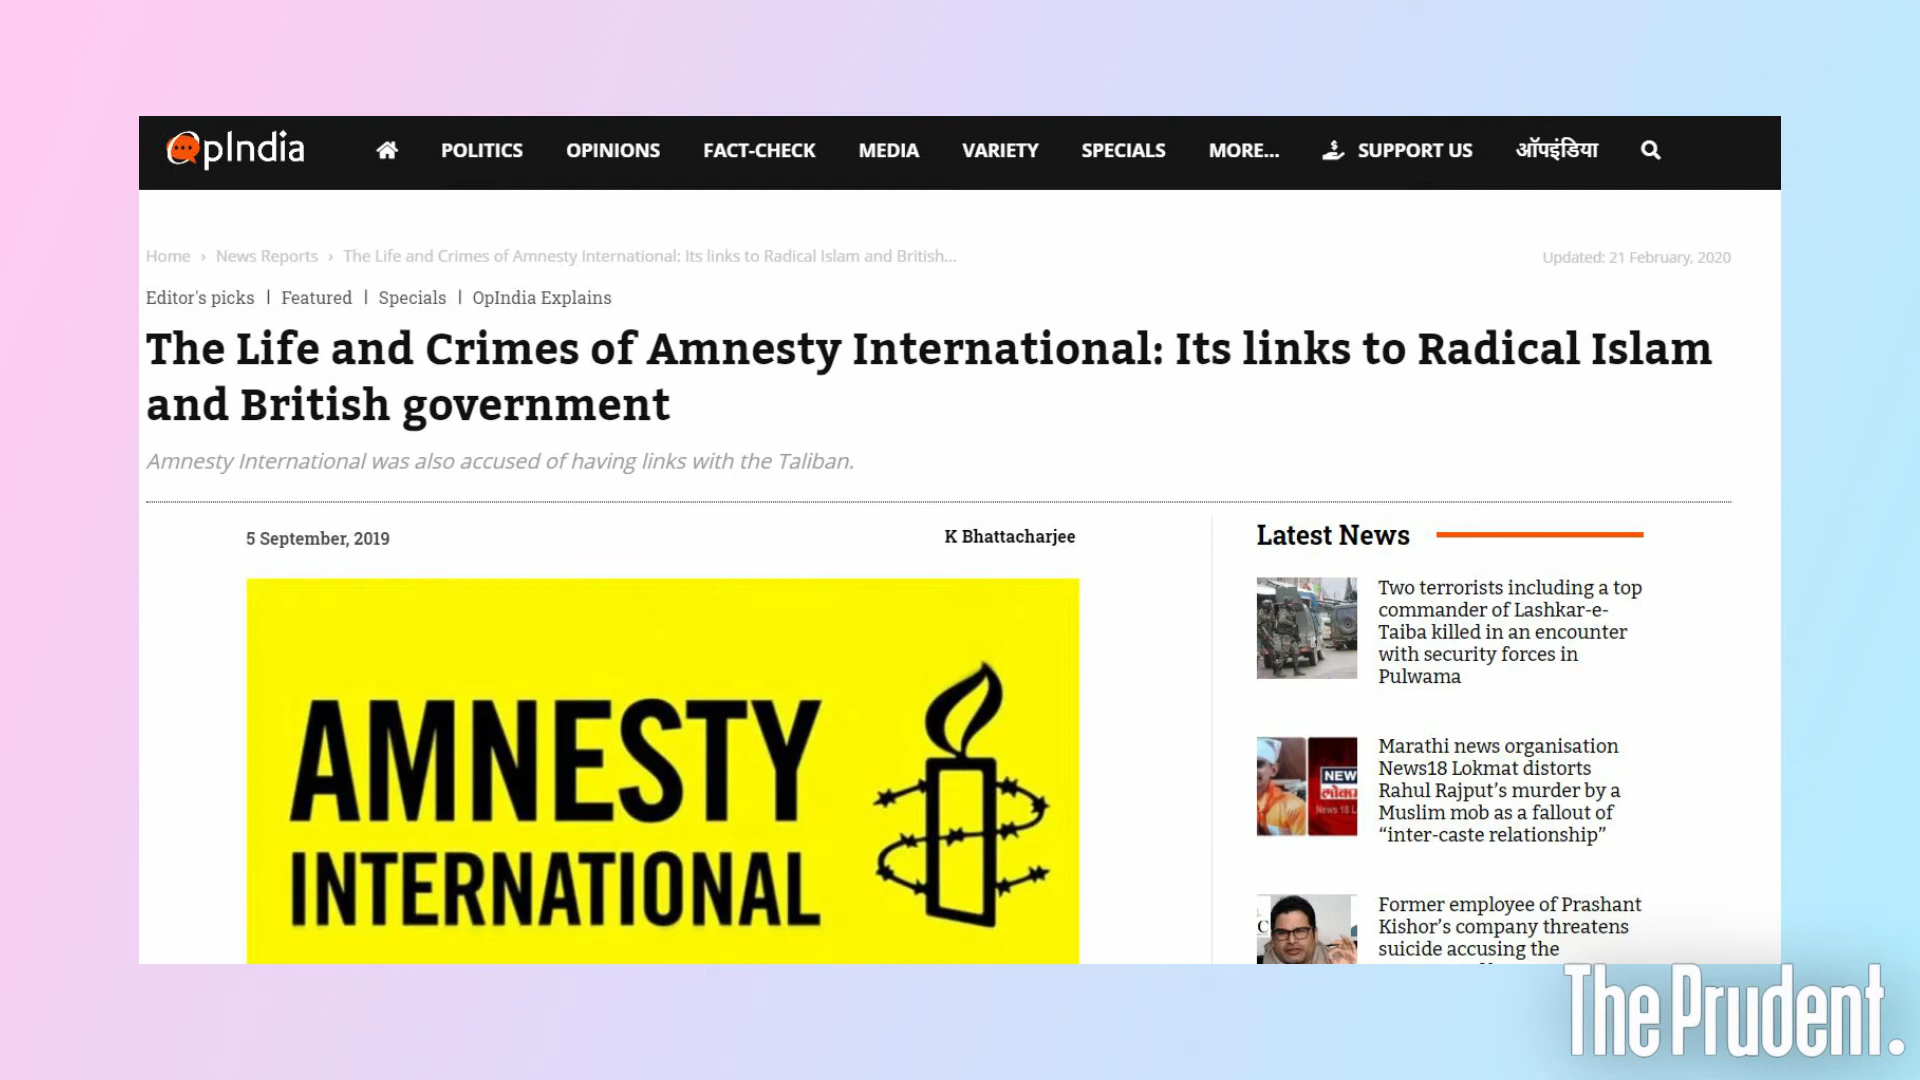 OpIndia
POLITICS
OPINIONS
FACT-CHECK
MEDIA
VARIETY
SPECIALS
MORE...
SUPPORT US
ऑपइंडिया
Home › News Reports › The Life and Crimes of Amnesty International: Its links to Radical Islam and British...
Updated: 21 February, 2020
Editor's picks | Featured | Specials | OpIndia Explains
The Life and Crimes of Amnesty International: Its links to Radical Islam
and British government
Amnesty International was also accused of having links with the Taliban.
5 September, 2019
K Bhattacharjee
AMNESTY
INTERNATIONAL
Latest News
Two terrorists including a top
commander of Lashkar-e-
Taiba killed in an encounter
with security forces in
Pulwama
NEW
News 18 L
Marathi news organisation
News18 Lokmat distorts
Rahul Rajput’s murder by a
Muslim mob as a fallout of
“inter-caste relationship”
Former employee of Prashant
Kishor’s company threatens
suicide accusing the
The Prudent.